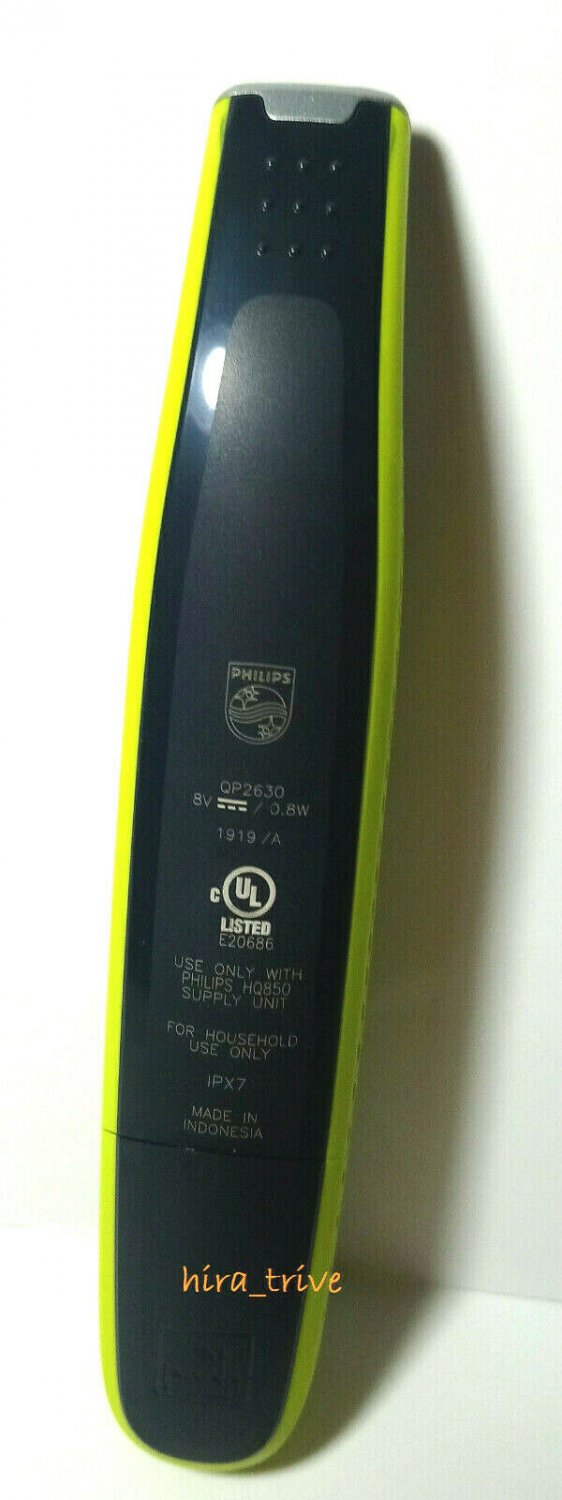 PHILIPS
QP2630
8V ⎓ / 0.8W
1919 /A
c UL
LISTED
E20686
USE ONLY WITH
PHILIPS HQ850
SUPPLY UNIT
FOR HOUSEHOLD
USE ONLY
IPX7
MADE IN
INDONESIA
hira_trive